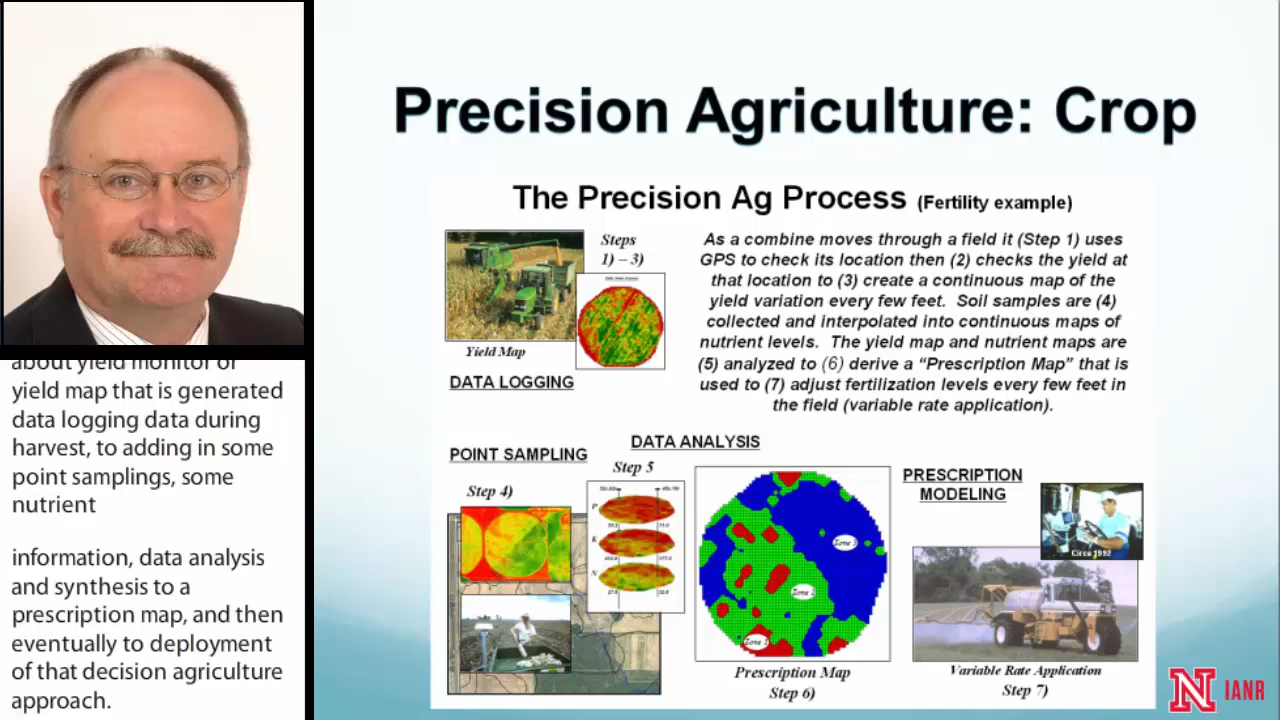 Precision Agriculture: Crop
The Precision Ag Process (Fertility example)
Steps
1) – 3)
Yield Map
DATA LOGGING
As a combine moves through a field it (Step 1) uses
GPS to check its location then (2) checks the yield at
that location to (3) create a continuous map of the
yield variation every few feet. Soil samples are (4)
collected and interpolated into continuous maps of
nutrient levels. The yield map and nutrient maps are
(5) analyzed to (6) derive a “Prescription Map” that is
used to (7) adjust fertilization levels every few feet in
the field (variable rate application).
POINT SAMPLING
Step 4)
DATA ANALYSIS
Step 5
P
K
N
Zone 3
Zone 2
Zone 1
Prescription Map
Step 6)
PRESCRIPTION
MODELING
Circa 1992
Variable Rate Application
Step 7)
N IANR
about yield monitor of
yield map that is generated
data logging data during
harvest, to adding in some
point samplings, some
nutrient
information, data analysis
and synthesis to a
prescription map, and then
eventually to deployment
of that decision agriculture
approach.